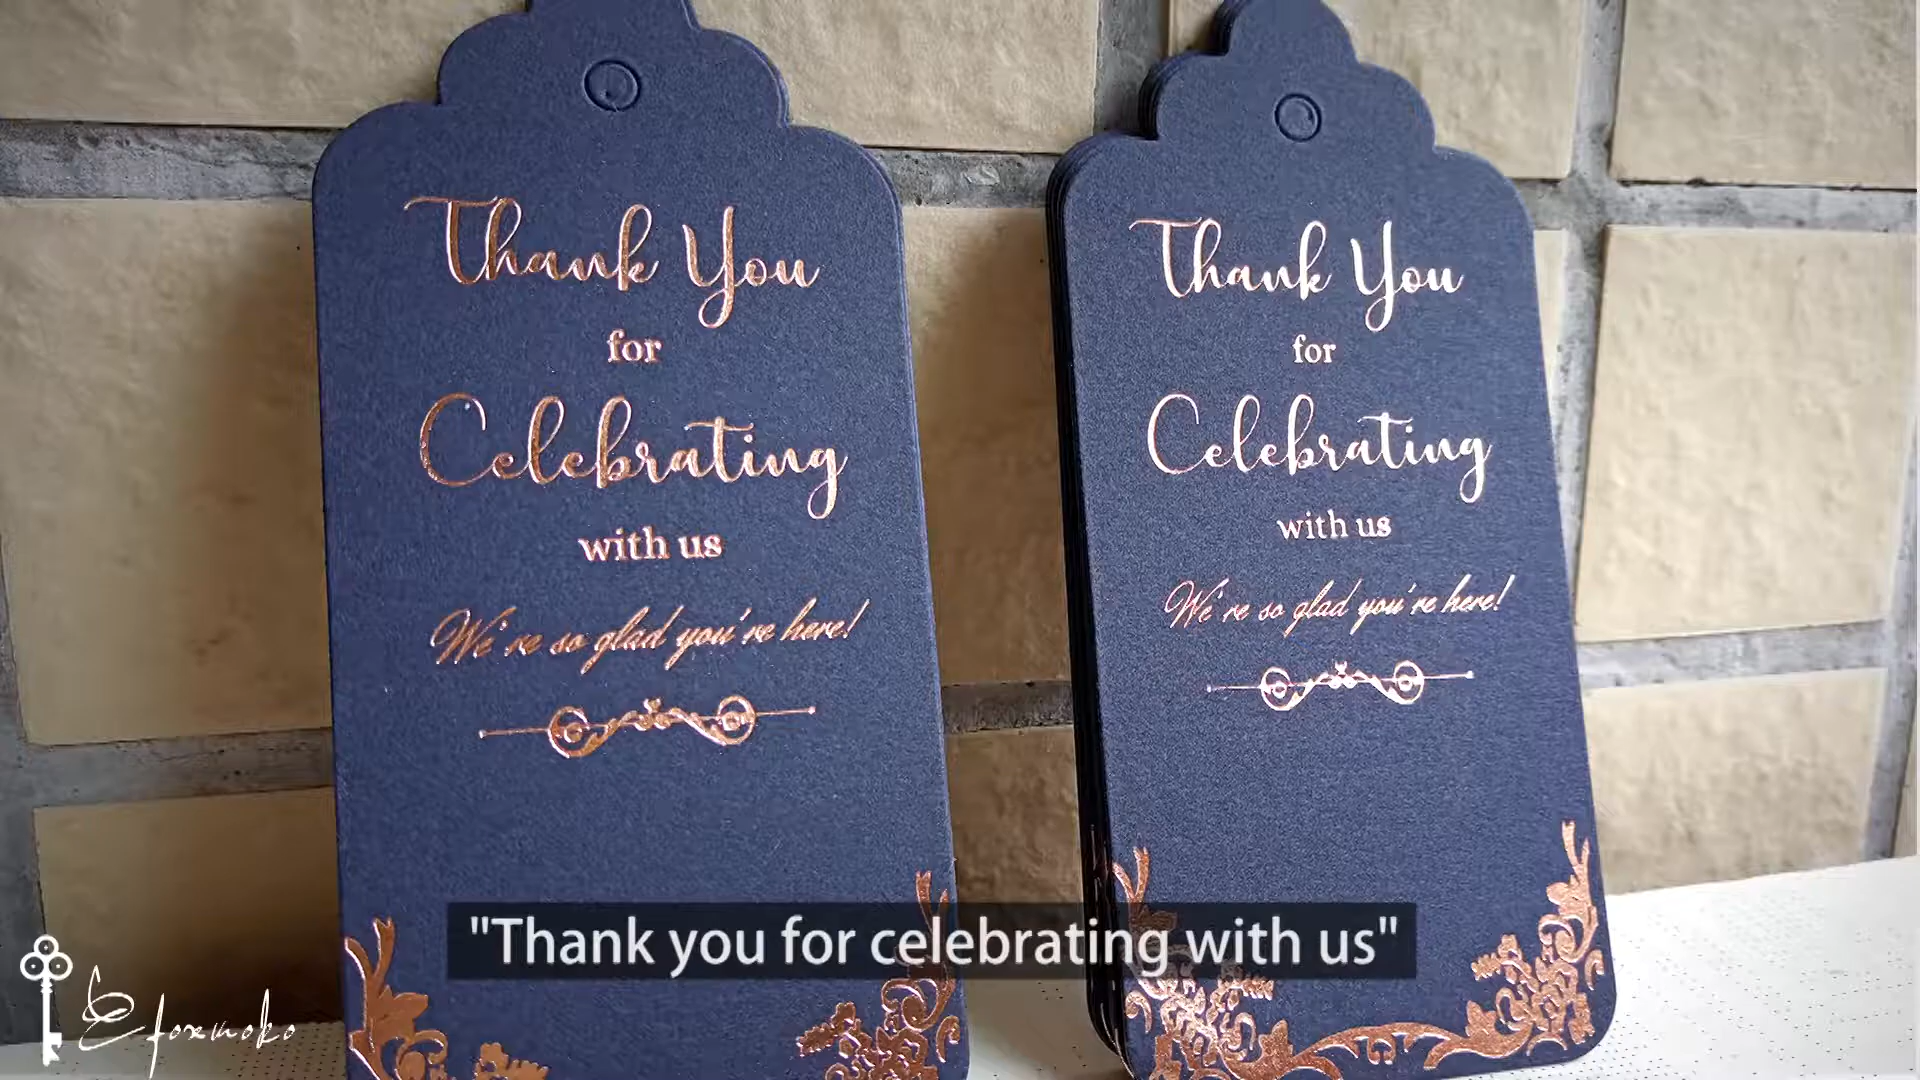 Thank You
for
Celebrating
with us
We're so glad you're here!
Thank You
for
Celebrating
with us
We're so glad you're here!
"Thank you for celebrating with us"
Efoxmoko